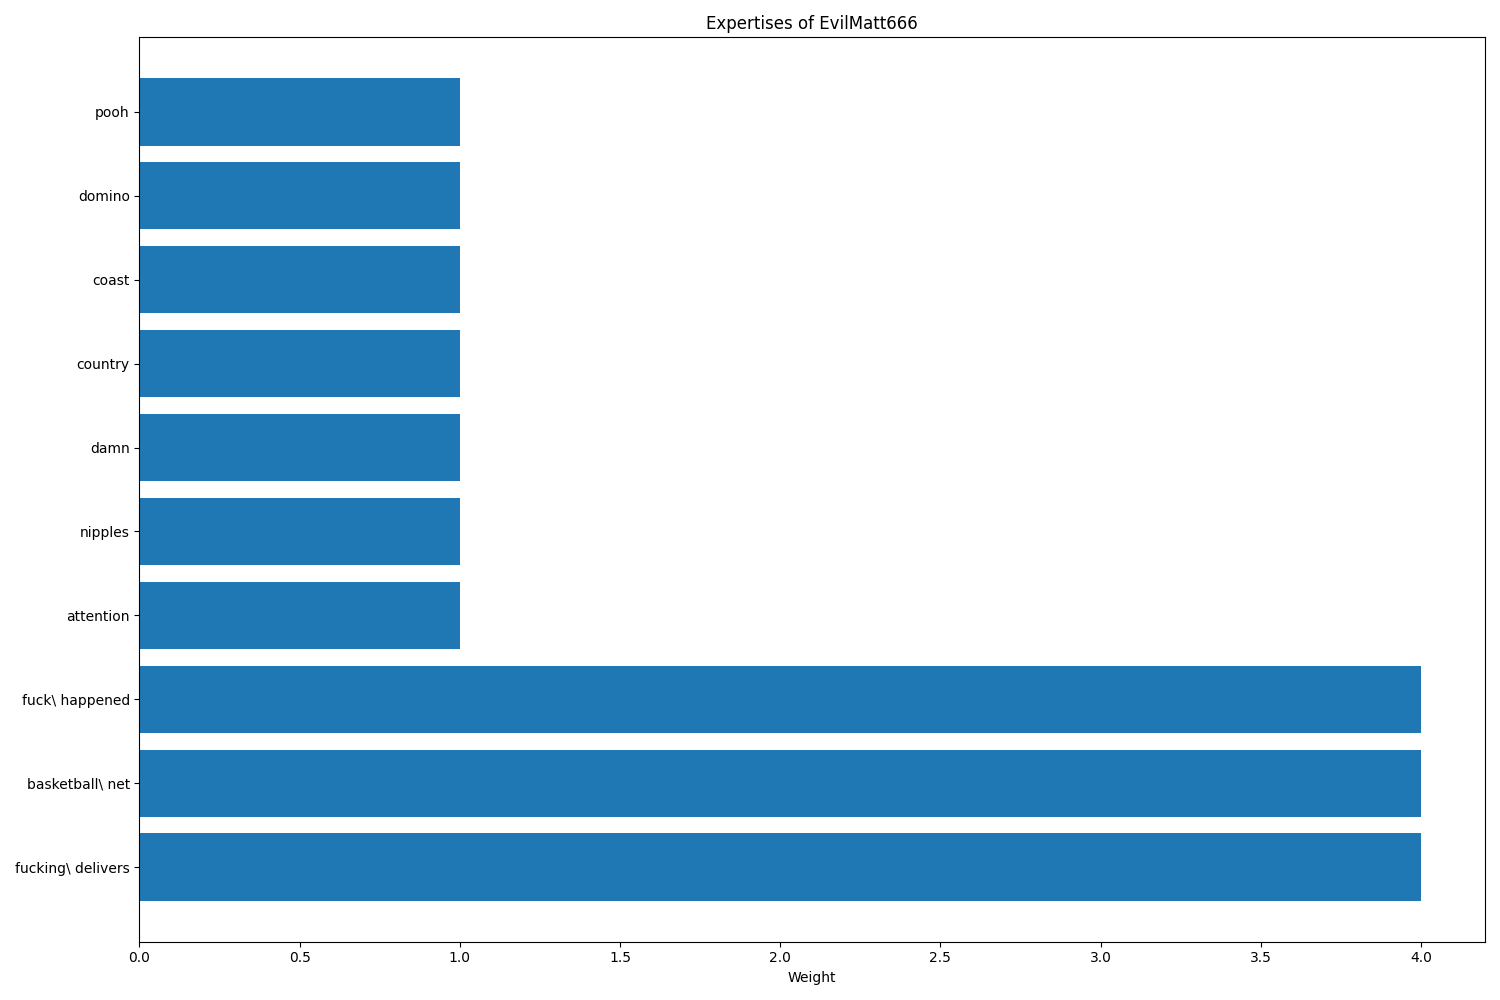 Expertises of EvilMatt666
pooh
domino
coast
country
damn
nipples
attention
fuck\ happened
basketball\ net
fucking\ delivers
0.0 0.5 1.0 1.5 2.0 2.5 3.0 3.5 4.0
Weight